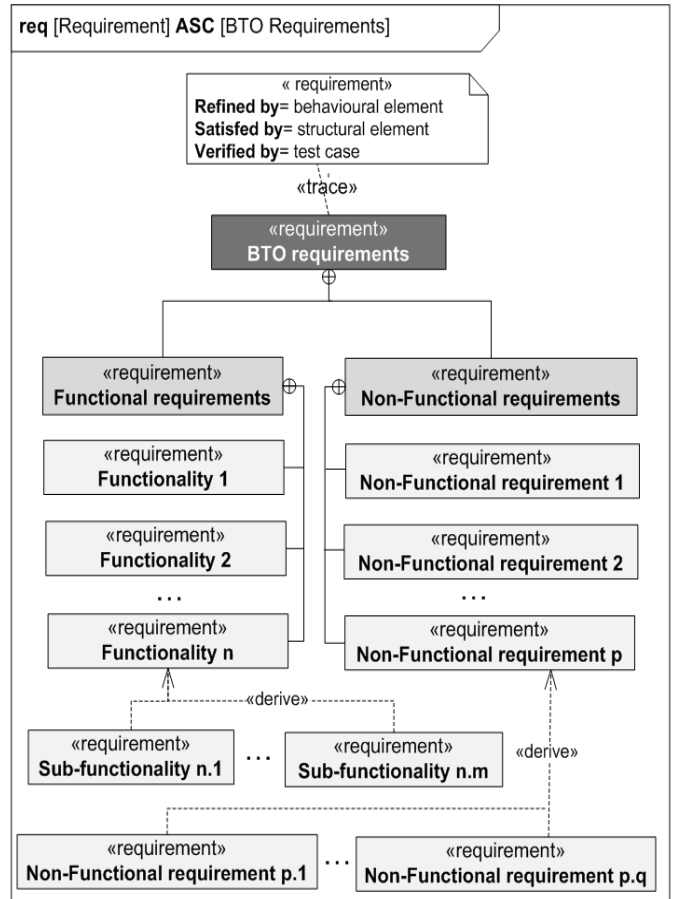 req [Requirement] ASC [BTO Requirements]
« requirement»
Refined by= behavioural element
Satisfed by= structural element
Verified by= test case
«trace»
«requirement»
BTO requirements
«requirement»
Functional requirements
«requirement»
Non-Functional requirements
«requirement»
Functionality 1
«requirement»
Non-Functional requirement 1
«requirement»
Functionality 2
«requirement»
Non-Functional requirement 2
...
...
«requirement»
Functionality n
«requirement»
Non-Functional requirement p
«derive»
«requirement»
Sub-functionality n.1
...
«requirement»
Sub-functionality n.m
«derive»
«requirement»
Non-Functional requirement p.1
...
«requirement»
Non-Functional requirement p.q